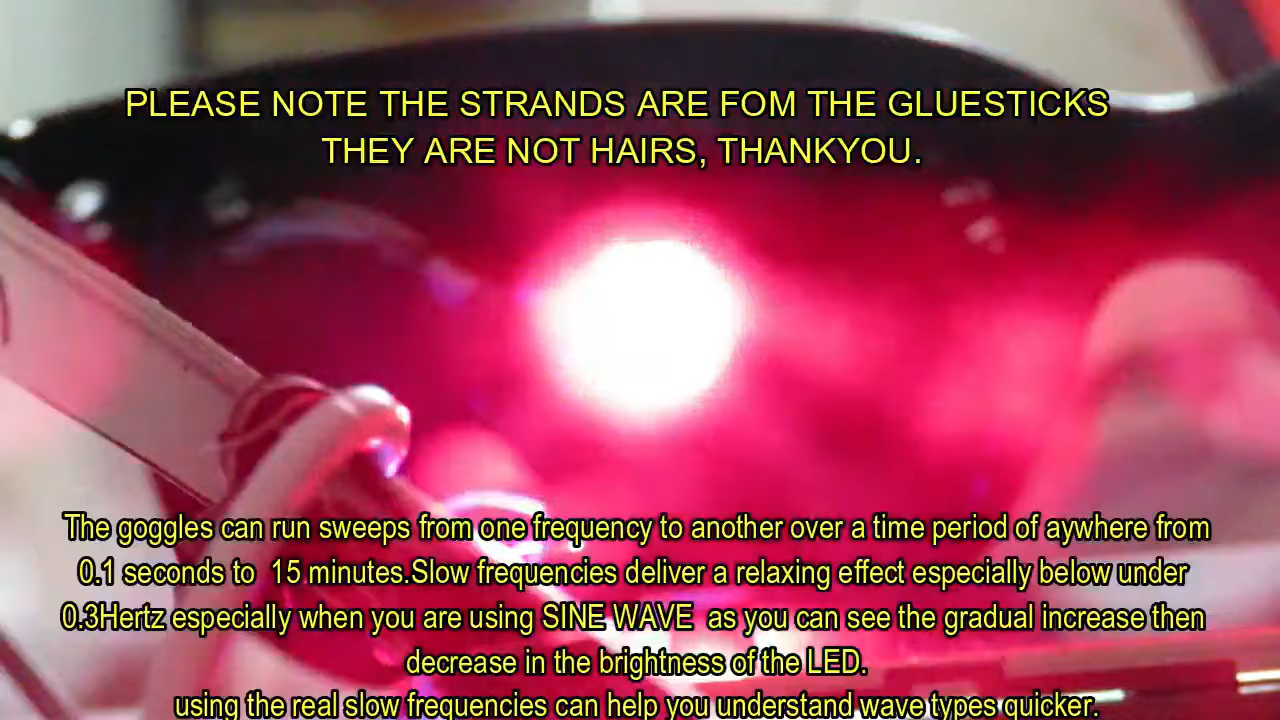 PLEASE NOTE THE STRANDS ARE FOM THE GLUESTICKS
THEY ARE NOT HAIRS, THANKYOU.
The goggles can run sweeps from one frequency to another over a time period of aywhere from
0.1 seconds to  15 minutes.Slow frequencies deliver a relaxing effect especially below under
0.3Hertz especially when you are using SINE WAVE  as you can see the gradual increase then
decrease in the brightness of the LED.
using the real slow frequencies can help you understand wave types quicker.